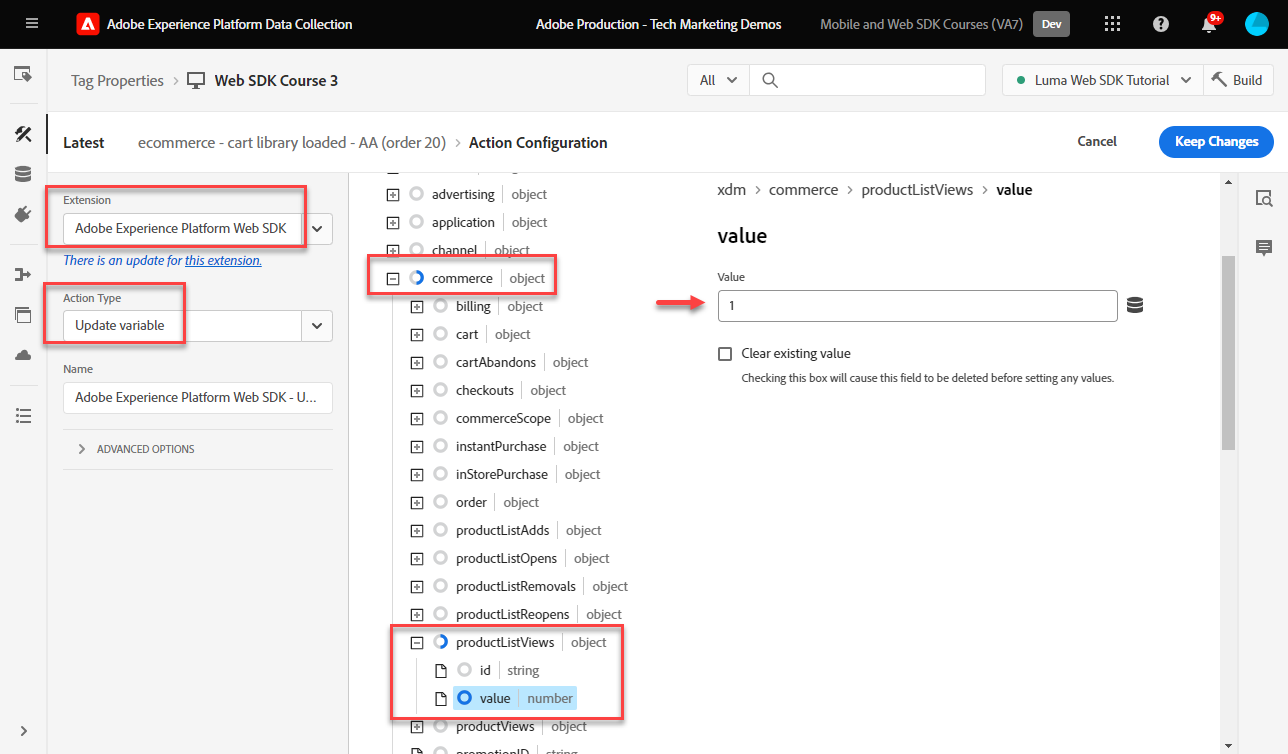 Adobe Experience Platform Data Collection
Adobe Production - Tech Marketing Demos
Mobile and Web SDK Courses (VA7)
Dev
9+
Tag Properties
Web SDK Course 3
All
Luma Web SDK Tutorial
Build
Latest
ecommerce - cart library loaded - AA (order 20)
Action Configuration
Cancel
Keep Changes
Extension
Adobe Experience Platform Web SDK
There is an update for this extension.
Action Type
Update variable
Name
Adobe Experience Platform Web SDK - U...
ADVANCED OPTIONS
advertising object
application object
channel object
commerce object
billing object
cart object
cartAbandons object
checkouts object
commerceScope object
instantPurchase object
inStorePurchase object
order object
productListAdds object
productListOpens object
productListRemovals object
productListReopens object
productListViews object
id string
value number
productViews object
promotionID string
xdm > commerce > productListViews > value
value
Value
1
Clear existing value
Checking this box will cause this field to be deleted before setting any values.